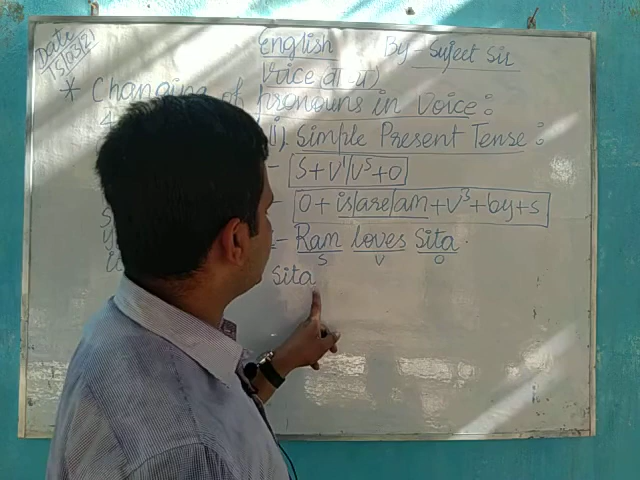 Date
English By - Sujeet Sir
Voice
* Changing of pronouns in Voice :
(i). Simple Present Tense :
- S+V¹/V⁵+O
- O+is/are/am+V³+by+S
- Ram loves Sita.
S V O
Sita